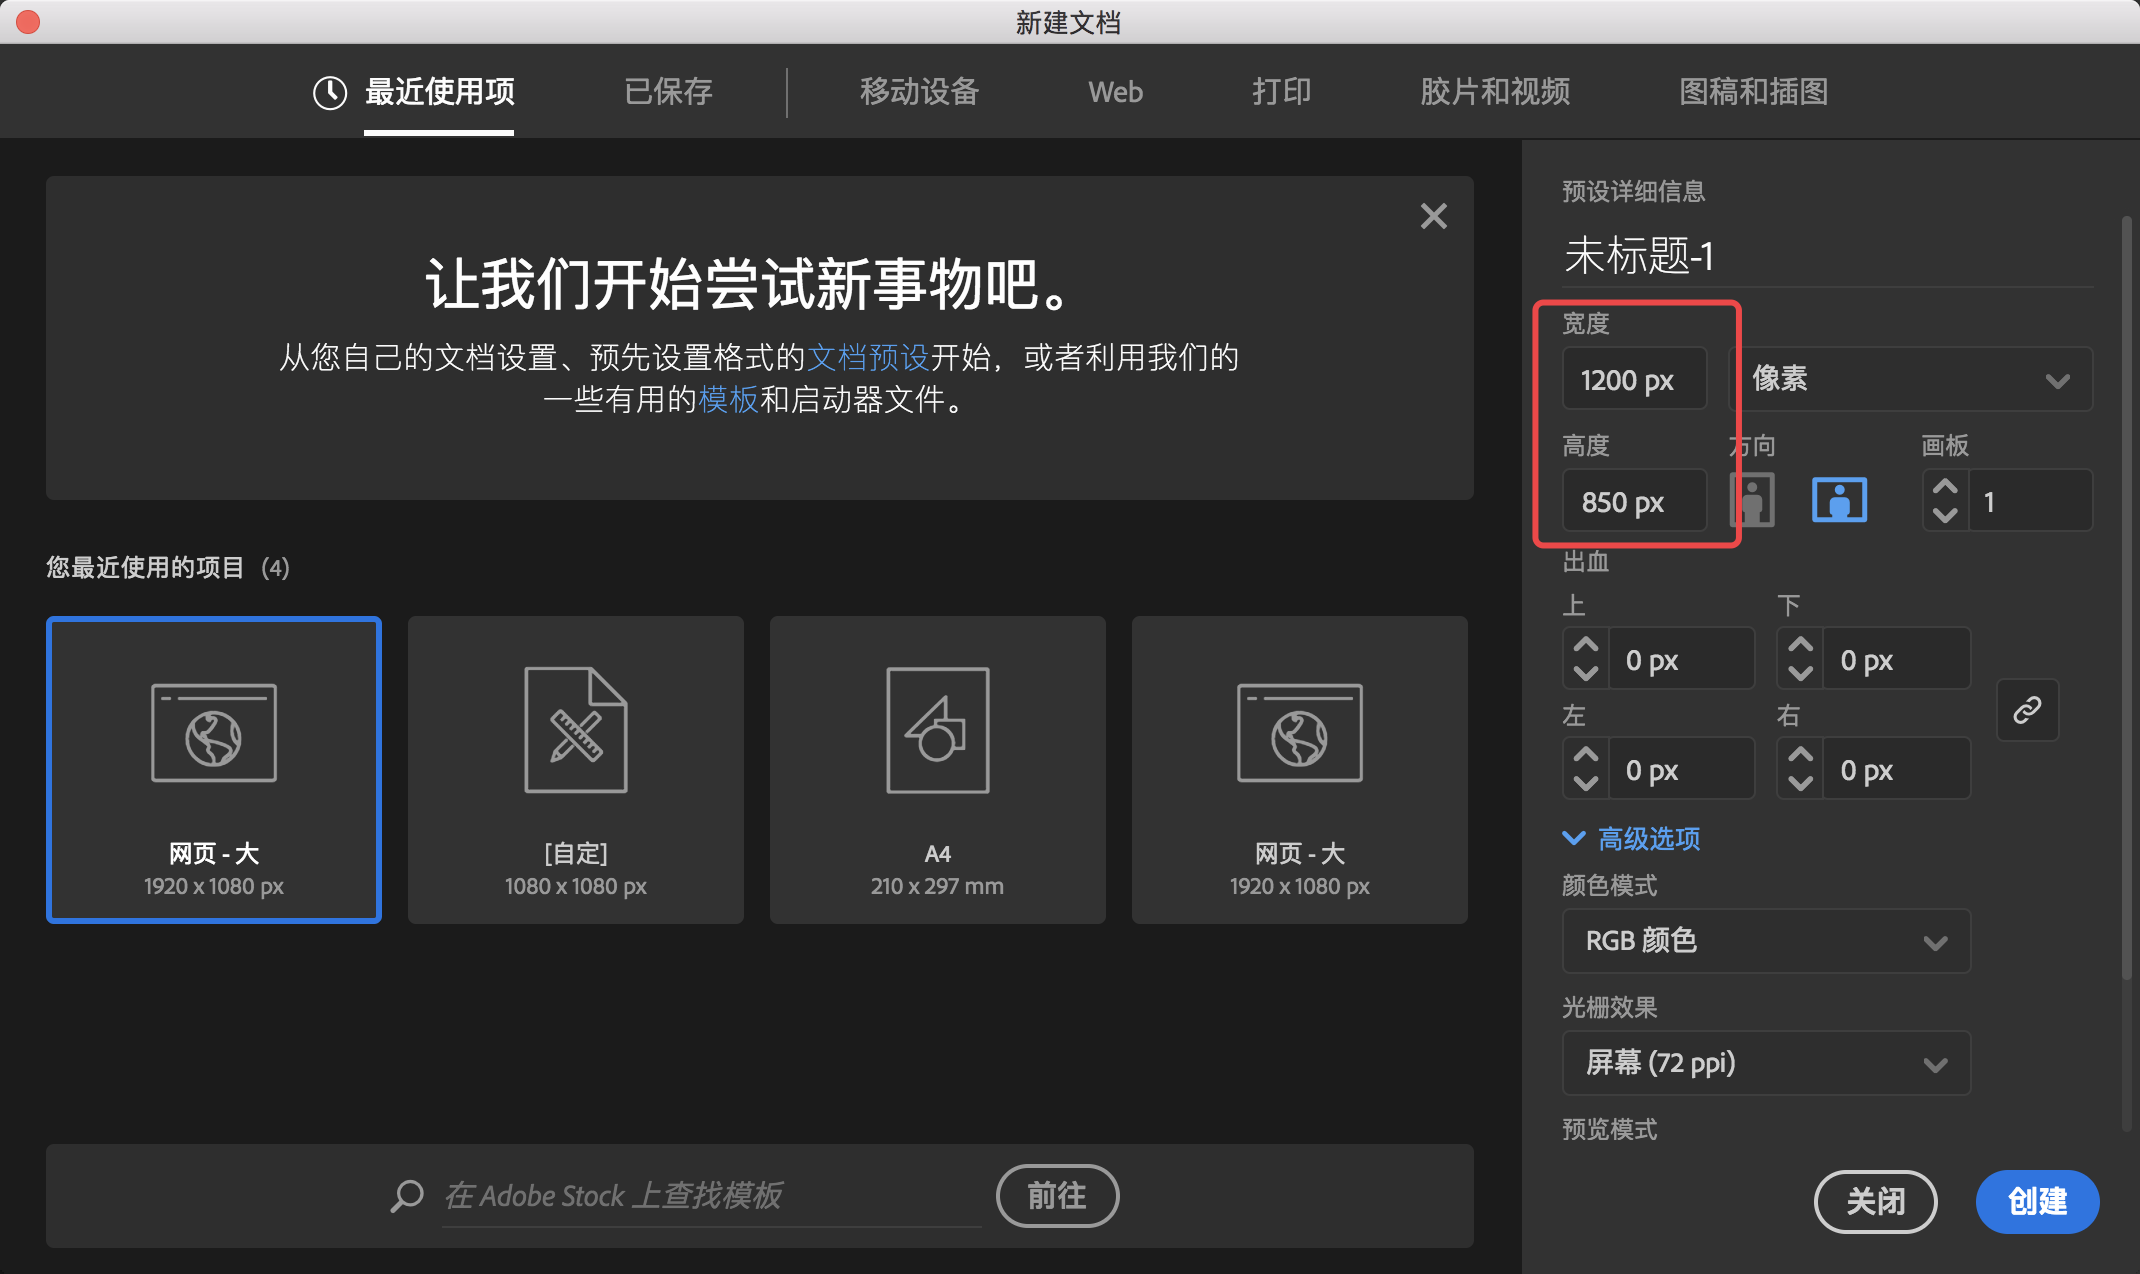 新建文档
最近使用项 已保存 移动设备 Web 打印 胶片和视频 图稿和插图
让我们开始尝试新事物吧。
从您自己的文档设置、预先设置格式的文档预设开始，或者利用我们的
一些有用的模板和启动器文件。
您最近使用的项目 (4)
网页 - 大
1920 x 1080 px
[自定]
1080 x 1080 px
A4
210 x 297 mm
网页 - 大
1920 x 1080 px
在 Adobe Stock 上查找模板
前往
预设详细信息
未标题-1
宽度
1200 px 像素
高度 方向 画板
850 px 1
出血
上 下
0 px 0 px
左 右
0 px 0 px
高级选项
颜色模式
RGB 颜色
光栅效果
屏幕 (72 ppi)
预览模式
关闭 创建